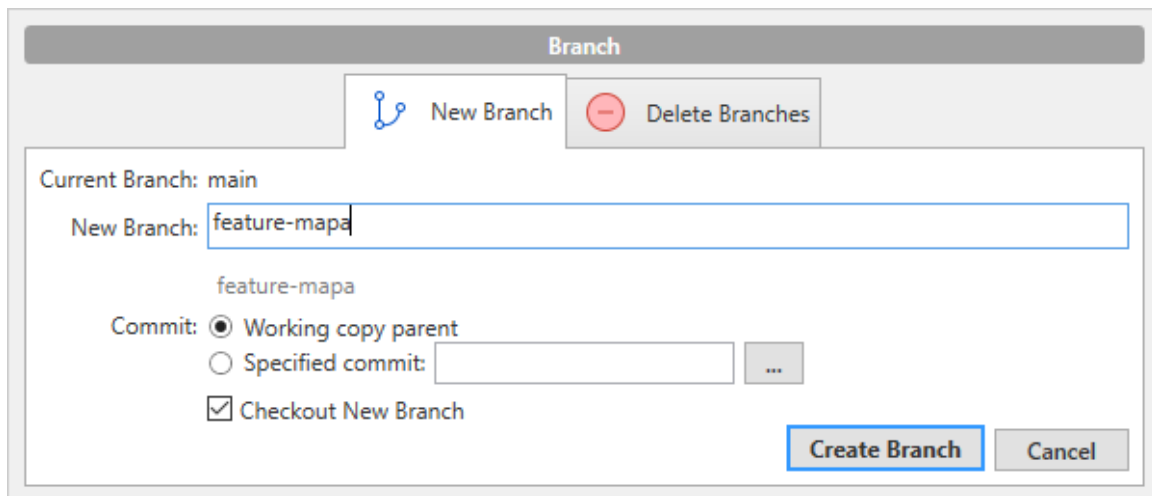 Branch
New Branch
Delete Branches
Current Branch: main
New Branch: feature-mapa
feature-mapa
Commit: Working copy parent
Specified commit: ...
Checkout New Branch
Create Branch
Cancel